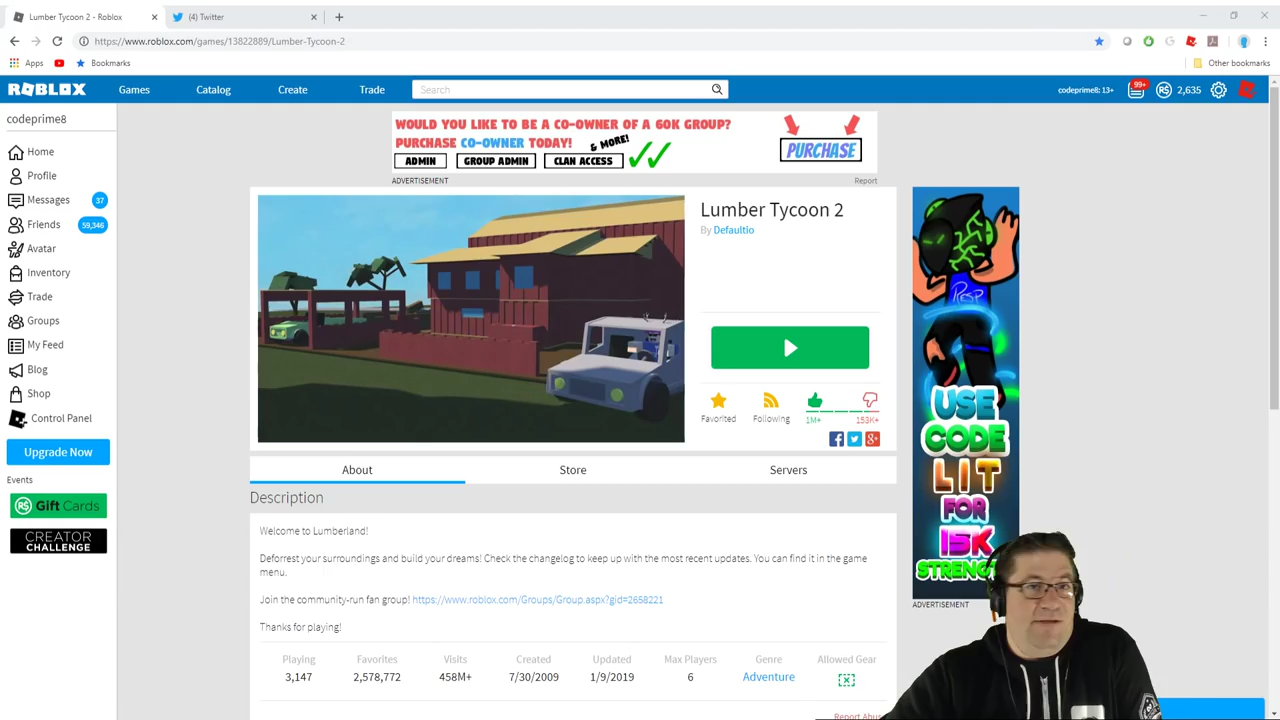 Lumber Tycoon 2 - Roblox
(4) Twitter
https://www.roblox.com/games/13822889/Lumber-Tycoon-2
Apps
Bookmarks
Other bookmarks
ROBLOX
Games
Catalog
Create
Trade
Search
codeprime8: 13+
99+
2,635
codeprime8
Home
Profile
Messages
37
Friends
59,346
Avatar
Inventory
Trade
Groups
My Feed
Blog
Shop
Control Panel
Upgrade Now
Events
Gift Cards
CREATOR
CHALLENGE
WOULD YOU LIKE TO BE A CO-OWNER OF A 60K GROUP?
PURCHASE CO-OWNER TODAY! & MORE!
ADMIN
GROUP ADMIN
CLAN ACCESS
PURCHASE
ADVERTISEMENT
Report
Lumber Tycoon 2
By Defaultio
Favorited
Following
1M+
153K+
About
Store
Servers
Description
Welcome to Lumberland!
Deforrest your surroundings and build your dreams! Check the changelog to keep up with the most recent updates. You can find it in the game
menu.
Join the community-run fan group! https://www.roblox.com/Groups/Group.aspx?gid=2658221
Thanks for playing!
Playing
Favorites
Visits
Created
Updated
Max Players
Genre
Allowed Gear
3,147
2,578,772
458M+
7/30/2009
1/9/2019
6
Adventure
Report Abus
USE
CODE
LIT
FOR
15K
STRENG
ADVERTISEMENT